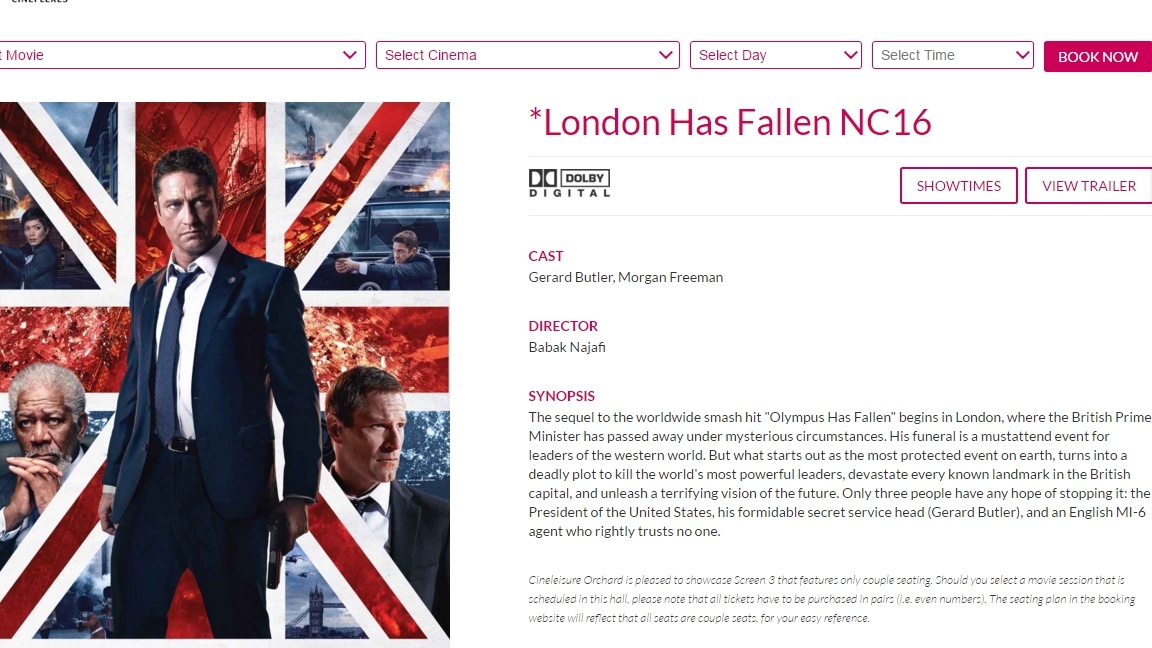 CINEPLEXES
t Movie
Select Cinema
Select Day
Select Time
BOOK NOW
*London Has Fallen NC16
DOLBY
DIGITAL
SHOWTIMES
VIEW TRAILER
CAST
Gerard Butler, Morgan Freeman
DIRECTOR
Babak Najafi
SYNOPSIS
The sequel to the worldwide smash hit "Olympus Has Fallen" begins in London, where the British Prime
Minister has passed away under mysterious circumstances. His funeral is a mustattend event for
leaders of the western world. But what starts out as the most protected event on earth, turns into a
deadly plot to kill the world's most powerful leaders, devastate every known landmark in the British
capital, and unleash a terrifying vision of the future. Only three people have any hope of stopping it: the
President of the United States, his formidable secret service head (Gerard Butler), and an English MI-6
agent who rightly trusts no one.
Cineleisure Orchard is pleased to showcase Screen 3 that features only couple seating. Should you select a movie session that is
scheduled in this hall, please note that all tickets have to be purchased in pairs (i.e. even numbers). The seating plan in the booking
website will reflect that all seats are couple seats, for your easy reference.